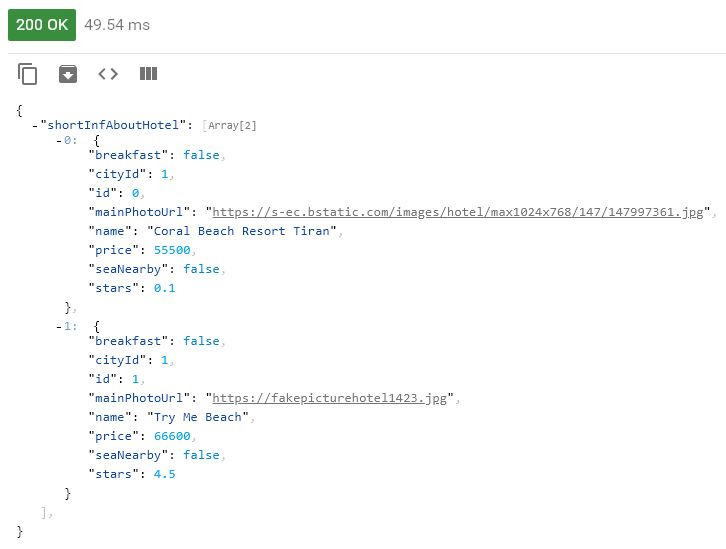 200 OK 49.54 ms
{
-"shortInfAboutHotel": [Array[2]
-0: {
"breakfast": false,
"cityId": 1,
"id": 0,
"mainPhotoUrl": "https://s-ec.bstatic.com/images/hotel/max1024x768/147/147997361.jpg",
"name": "Coral Beach Resort Tiran",
"price": 55500,
"seaNearby": false,
"stars": 0.1
},
-1: {
"breakfast": false,
"cityId": 1,
"id": 1,
"mainPhotoUrl": "https://fakepicturehotel1423.jpg",
"name": "Try Me Beach",
"price": 66600,
"seaNearby": false,
"stars": 4.5
}
],
}